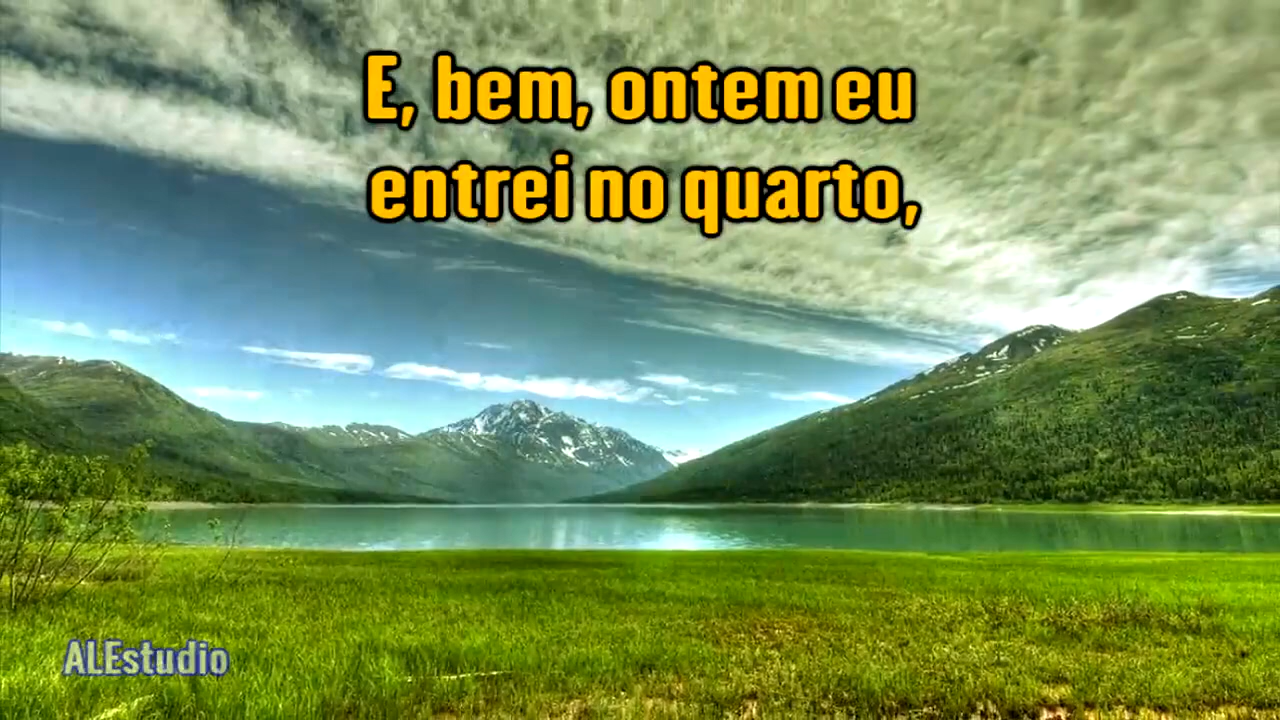 E, bem, ontem eu
entrei no quarto,
ALEstudio